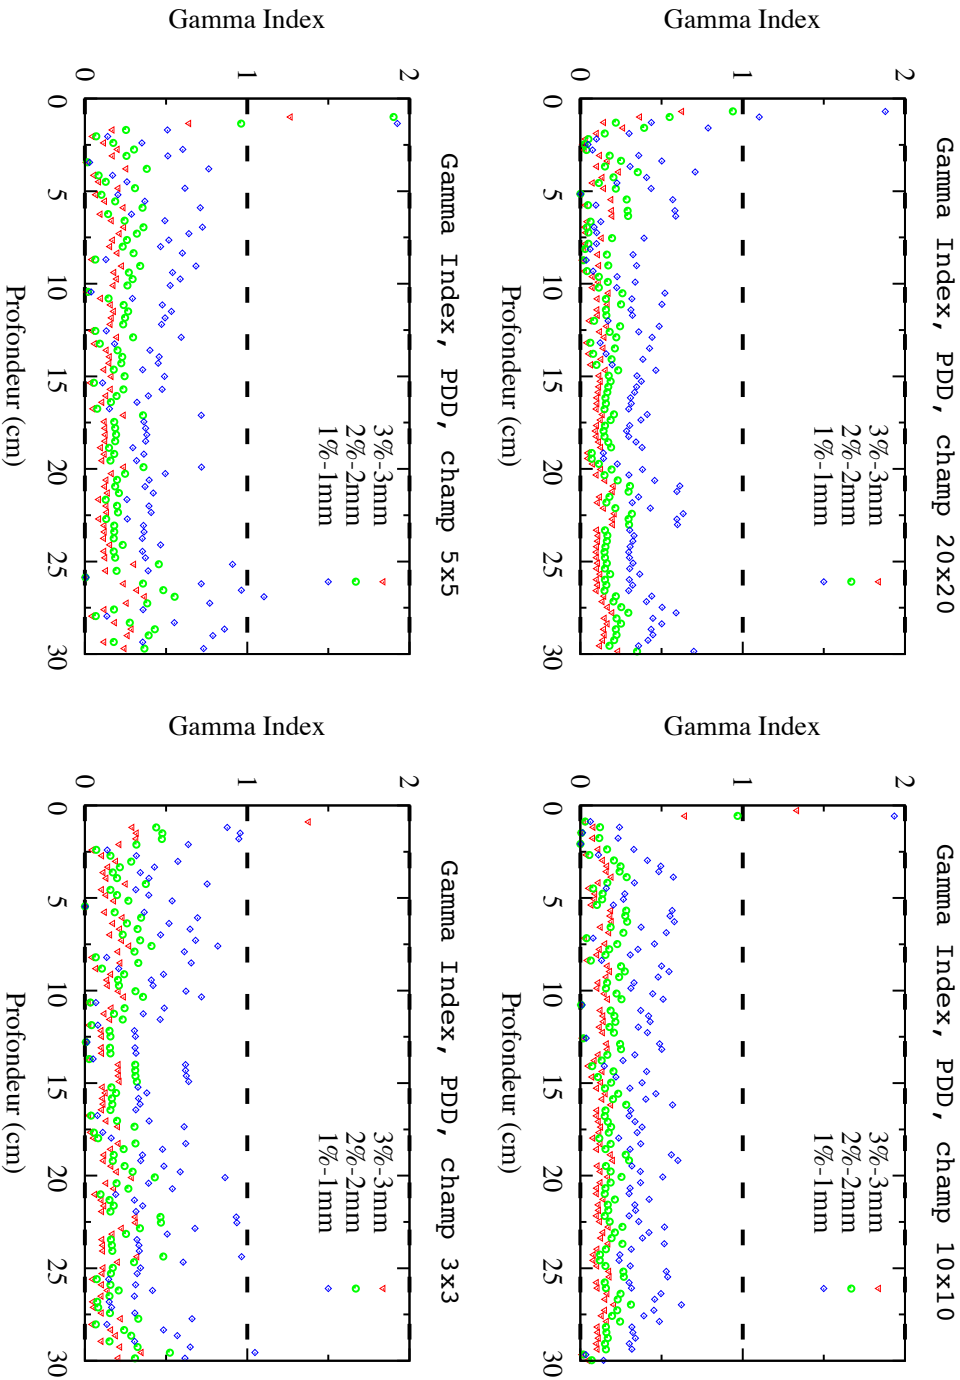 Gamma Index, PDD, champ 20x20
Gamma Index
2
1
0
0
5
10
15
20
25
30
Profondeur (cm)
3%-3mm
2%-2mm
1%-1mm
Gamma Index, PDD, champ 10x10
Gamma Index
2
1
0
0
5
10
15
20
25
30
Profondeur (cm)
3%-3mm
2%-2mm
1%-1mm
Gamma Index, PDD, champ 5x5
Gamma Index
2
1
0
0
5
10
15
20
25
30
Profondeur (cm)
3%-3mm
2%-2mm
1%-1mm
Gamma Index, PDD, champ 3x3
Gamma Index
2
1
0
0
5
10
15
20
25
30
Profondeur (cm)
3%-3mm
2%-2mm
1%-1mm